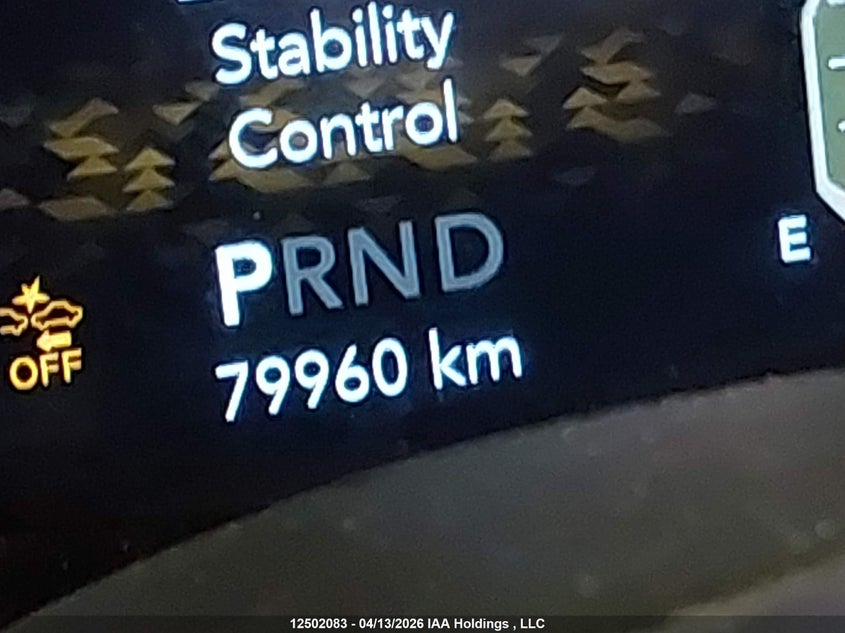 Stability
Control
PRND
E
79960 km
OFF
12502083 - 04/13/2026 IAA Holdings , LLC